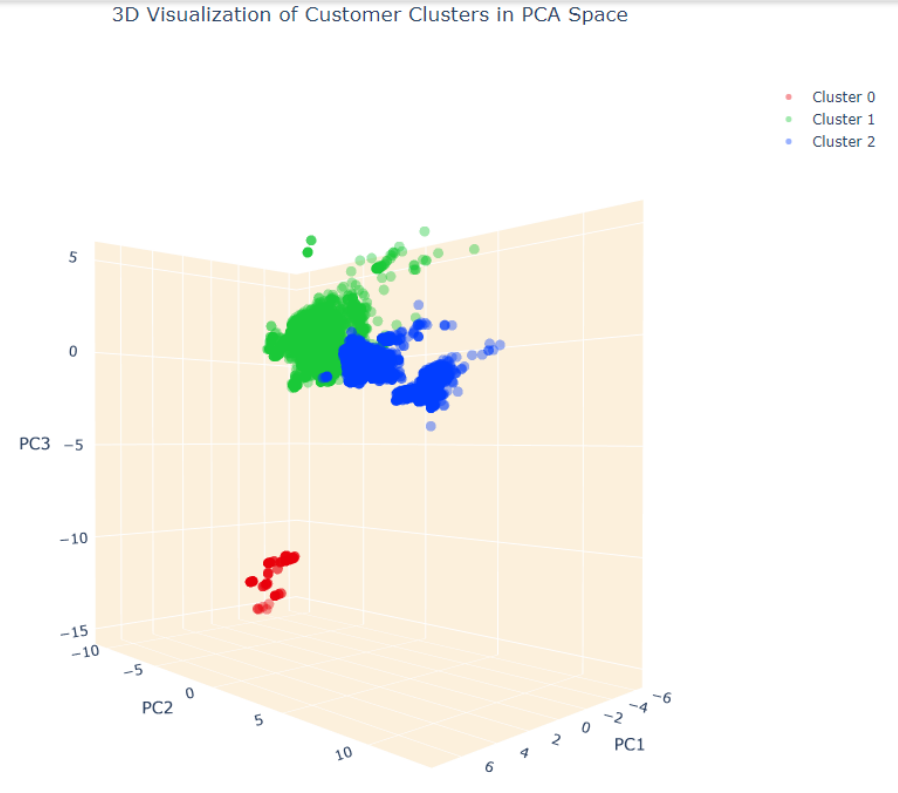 3D Visualization of Customer Clusters in PCA Space
Cluster 0
Cluster 1
Cluster 2
5
0
PC3
−5
−10
−15
−10
−5
0
5
10
PC2
6
4
2
0
−2
−4
−6
PC1